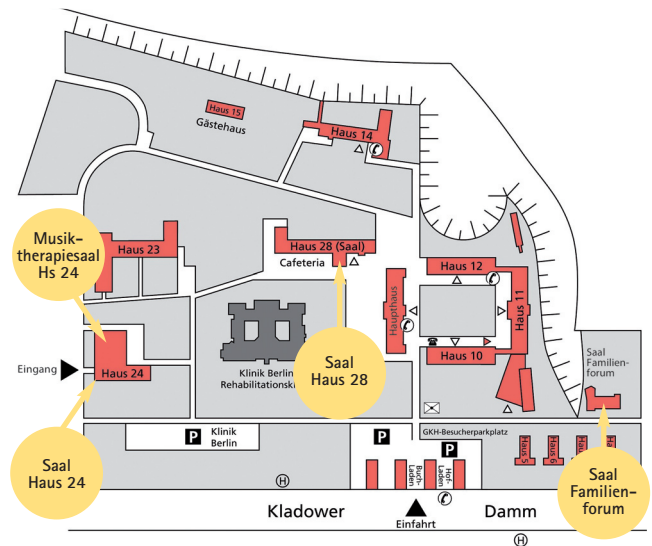 Haus 15
Gästehaus
Haus 14
Musik-
therapiesaal
Hs 24
Haus 23
Haus 28 (Saal)
Cafeteria
Haus 12
Haupthaus
Haus 11
Haus 10
Klinik Berlin
Rehabilitationskl
Saal
Haus 28
Eingang
Haus 24
Saal
Familien-
forum
Saal
Haus 24
P
Klinik
Berlin
P
GKH-Besucherparkplatz
P
Buch-
Laden
Hof-
Laden
Haus 5
Haus 6
H
Kladower
Damm
Einfahrt
Saal
Familien-
forum
H